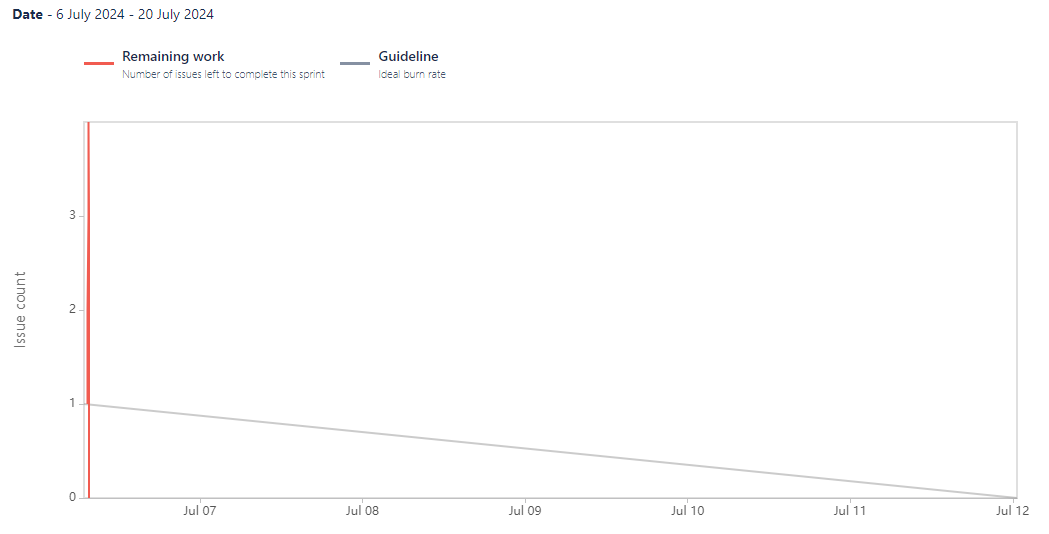 Date - 6 July 2024 - 20 July 2024
Remaining work
Number of issues left to complete this sprint
Guideline
Ideal burn rate
Issue count
3
2
1
0
Jul 07 Jul 08 Jul 09 Jul 10 Jul 11 Jul 12